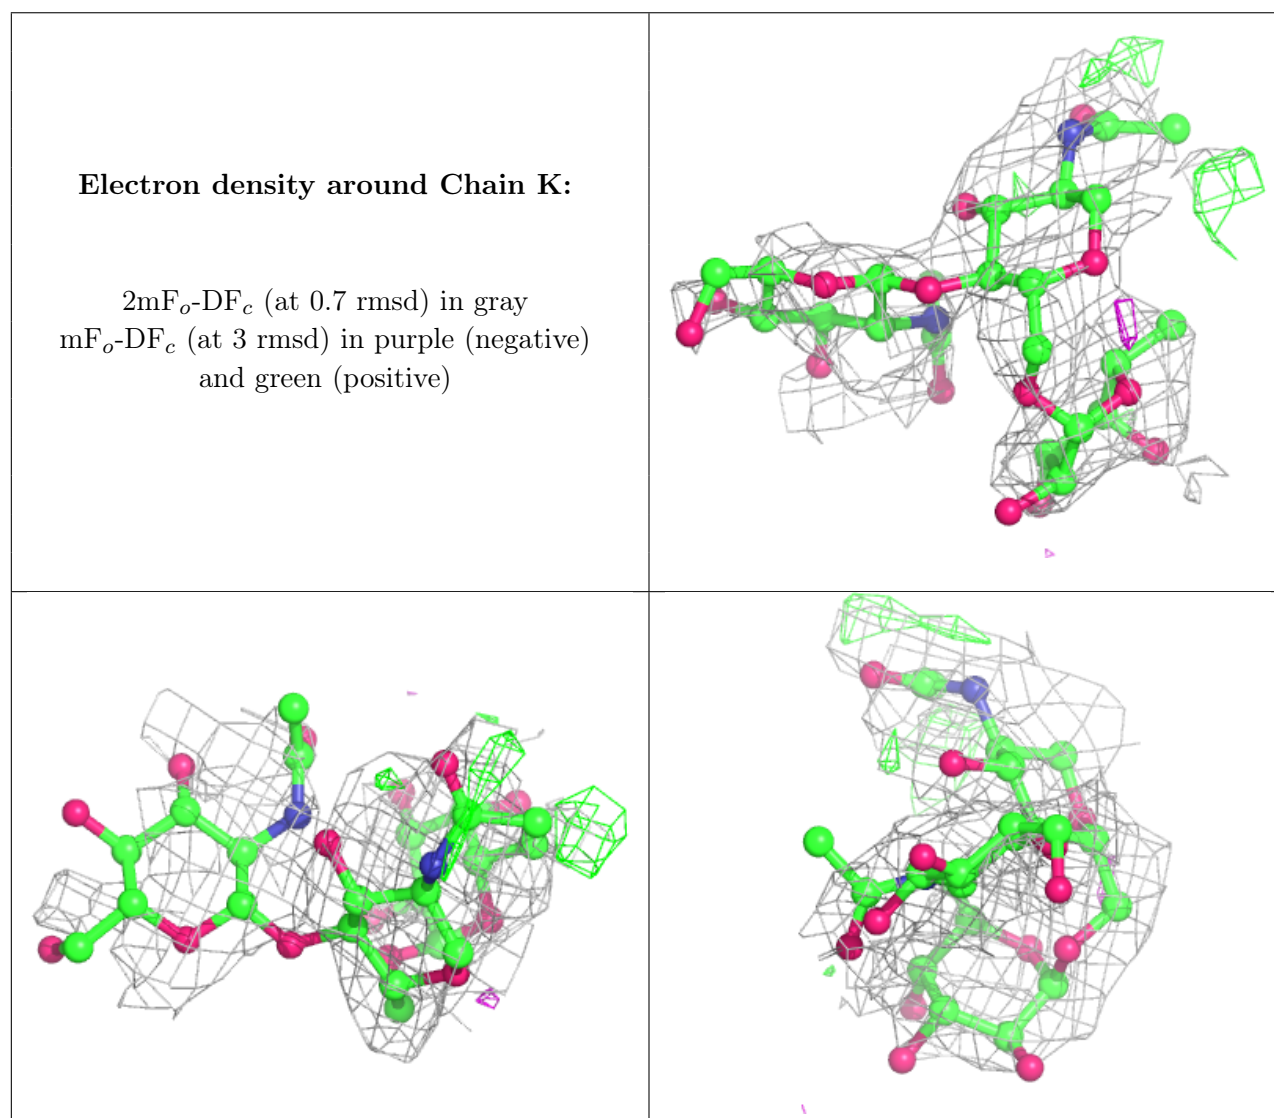 Electron density around Chain K:
2mFₒ-DF𝒸 (at 0.7 rmsd) in gray
mFₒ-DF𝒸 (at 3 rmsd) in purple (negative)
and green (positive)